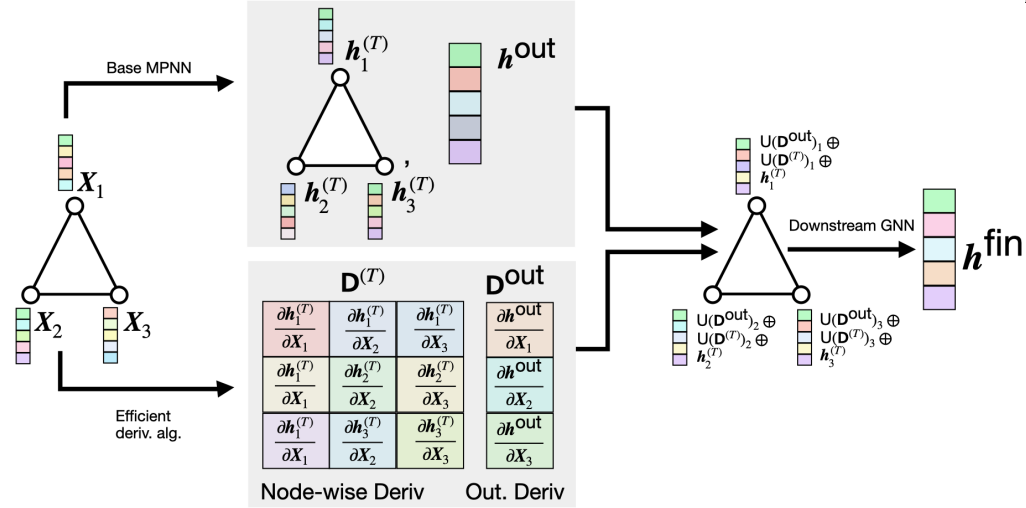 Base MPNN
X₁
X₂
X₃
Efficient
deriv. alg.
h₁⁽ᵀ⁾
h₂⁽ᵀ⁾
h₃⁽ᵀ⁾
,
hᵒᵘᵗ
D⁽ᵀ⁾
Dᵒᵘᵗ
∂h₁⁽ᵀ⁾/∂X₁ ∂h₁⁽ᵀ⁾/∂X₂ ∂h₁⁽ᵀ⁾/∂X₃ ∂hᵒᵘᵗ/∂X₁
∂h₁⁽ᵀ⁾/∂X₁ ∂h₂⁽ᵀ⁾/∂X₂ ∂h₂⁽ᵀ⁾/∂X₃ ∂hᵒᵘᵗ/∂X₂
∂h₁⁽ᵀ⁾/∂X₁ ∂h₃⁽ᵀ⁾/∂X₂ ∂h₃⁽ᵀ⁾/∂X₃ ∂hᵒᵘᵗ/∂X₃
Node-wise Deriv
Out. Deriv
U(Dᵒᵘᵗ)₁ ⊕
U(D⁽ᵀ⁾)₁ ⊕
h₁⁽ᵀ⁾
U(Dᵒᵘᵗ)₂ ⊕
U(D⁽ᵀ⁾)₂ ⊕
h₂⁽ᵀ⁾
U(Dᵒᵘᵗ)₃ ⊕
U(D⁽ᵀ⁾)₃ ⊕
h₃⁽ᵀ⁾
Downstream GNN
hᶠⁱⁿ